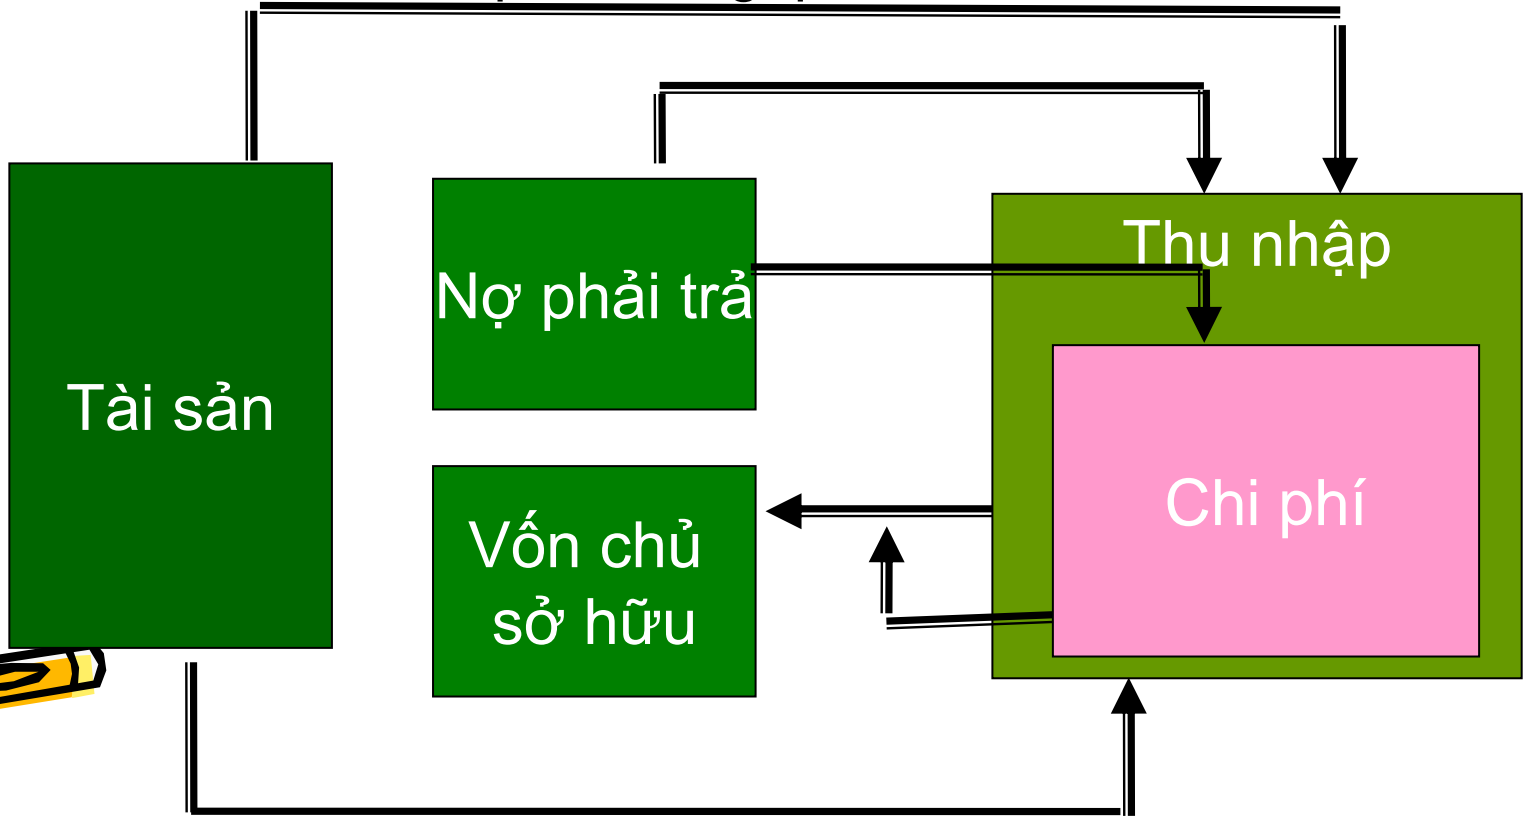 Thu nhập
Nợ phải trả
Tài sản
Chi phí
Vốn chủ
sở hữu